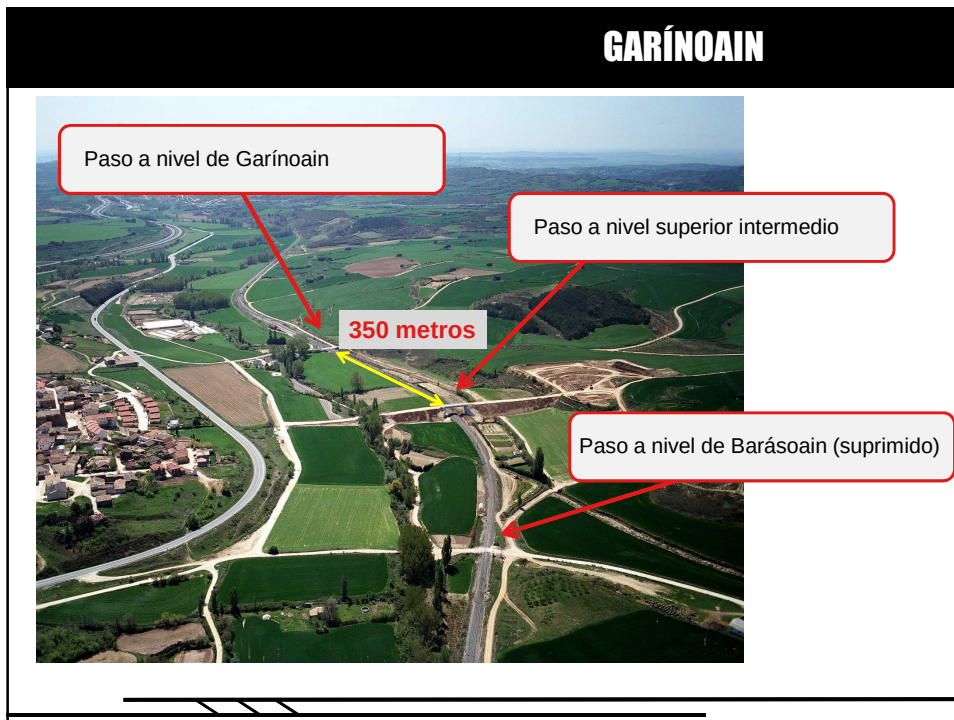 GARÍNOAIN
Paso a nivel de Garínoain
Paso a nivel superior intermedio
350 metros
Paso a nivel de Barásoain (suprimido)